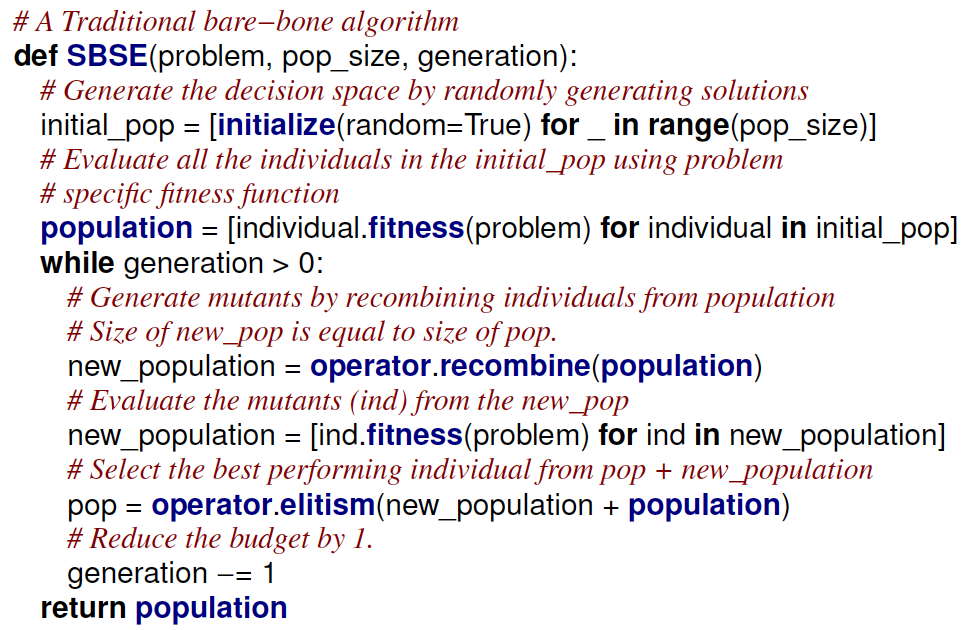 # A Traditional bare−bone algorithm
def SBSE(problem, pop_size, generation):
# Generate the decision space by randomly generating solutions
initial_pop = [initialize(random=True) for _ in range(pop_size)]
# Evaluate all the individuals in the initial_pop using problem
# specific fitness function
population = [individual.fitness(problem) for individual in initial_pop]
while generation > 0:
# Generate mutants by recombining individuals from population
# Size of new_pop is equal to size of pop.
new_population = operator.recombine(population)
# Evaluate the mutants (ind) from the new_pop
new_population = [ind.fitness(problem) for ind in new_population]
# Select the best performing individual from pop + new_population
pop = operator.elitism(new_population + population)
# Reduce the budget by 1.
generation −= 1
return population